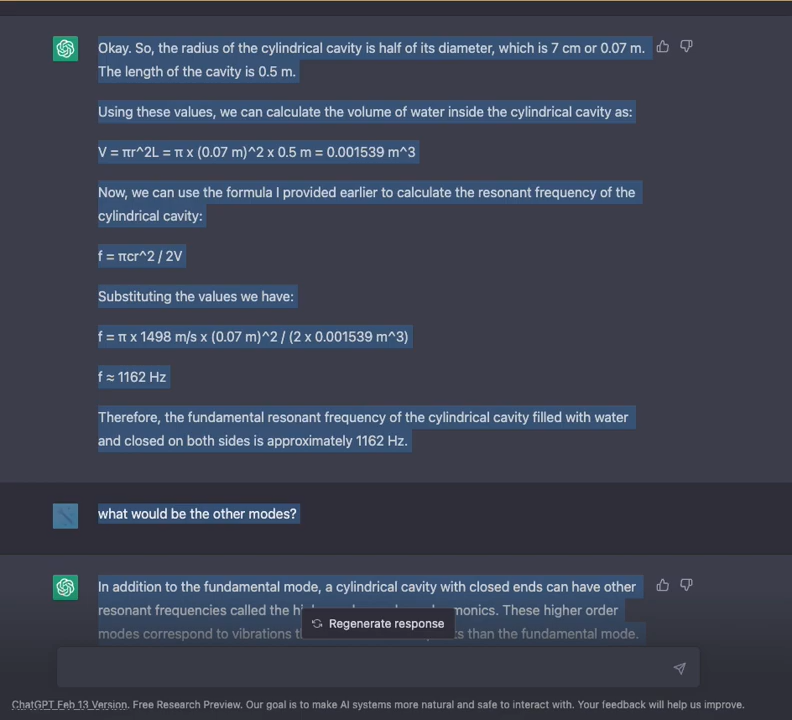 Okay. So, the radius of the cylindrical cavity is half of its diameter, which is 7 cm or 0.07 m.
The length of the cavity is 0.5 m.
Using these values, we can calculate the volume of water inside the cylindrical cavity as:
V = πr^2L = π x (0.07 m)^2 x 0.5 m = 0.001539 m^3
Now, we can use the formula I provided earlier to calculate the resonant frequency of the
cylindrical cavity:
f = πcr^2 / 2V
Substituting the values we have:
f = π x 1498 m/s x (0.07 m)^2 / (2 x 0.001539 m^3)
f ≈ 1162 Hz
Therefore, the fundamental resonant frequency of the cylindrical cavity filled with water
and closed on both sides is approximately 1162 Hz.
what would be the other modes?
In addition to the fundamental mode, a cylindrical cavity with closed ends can have other
resonant frequencies called the These higher order
modes correspond to vibrations than the fundamental mode.
Regenerate response
ChatGPT Feb 13 Version. Free Research Preview. Our goal is to make AI systems more natural and safe to interact with. Your feedback will help us improve.